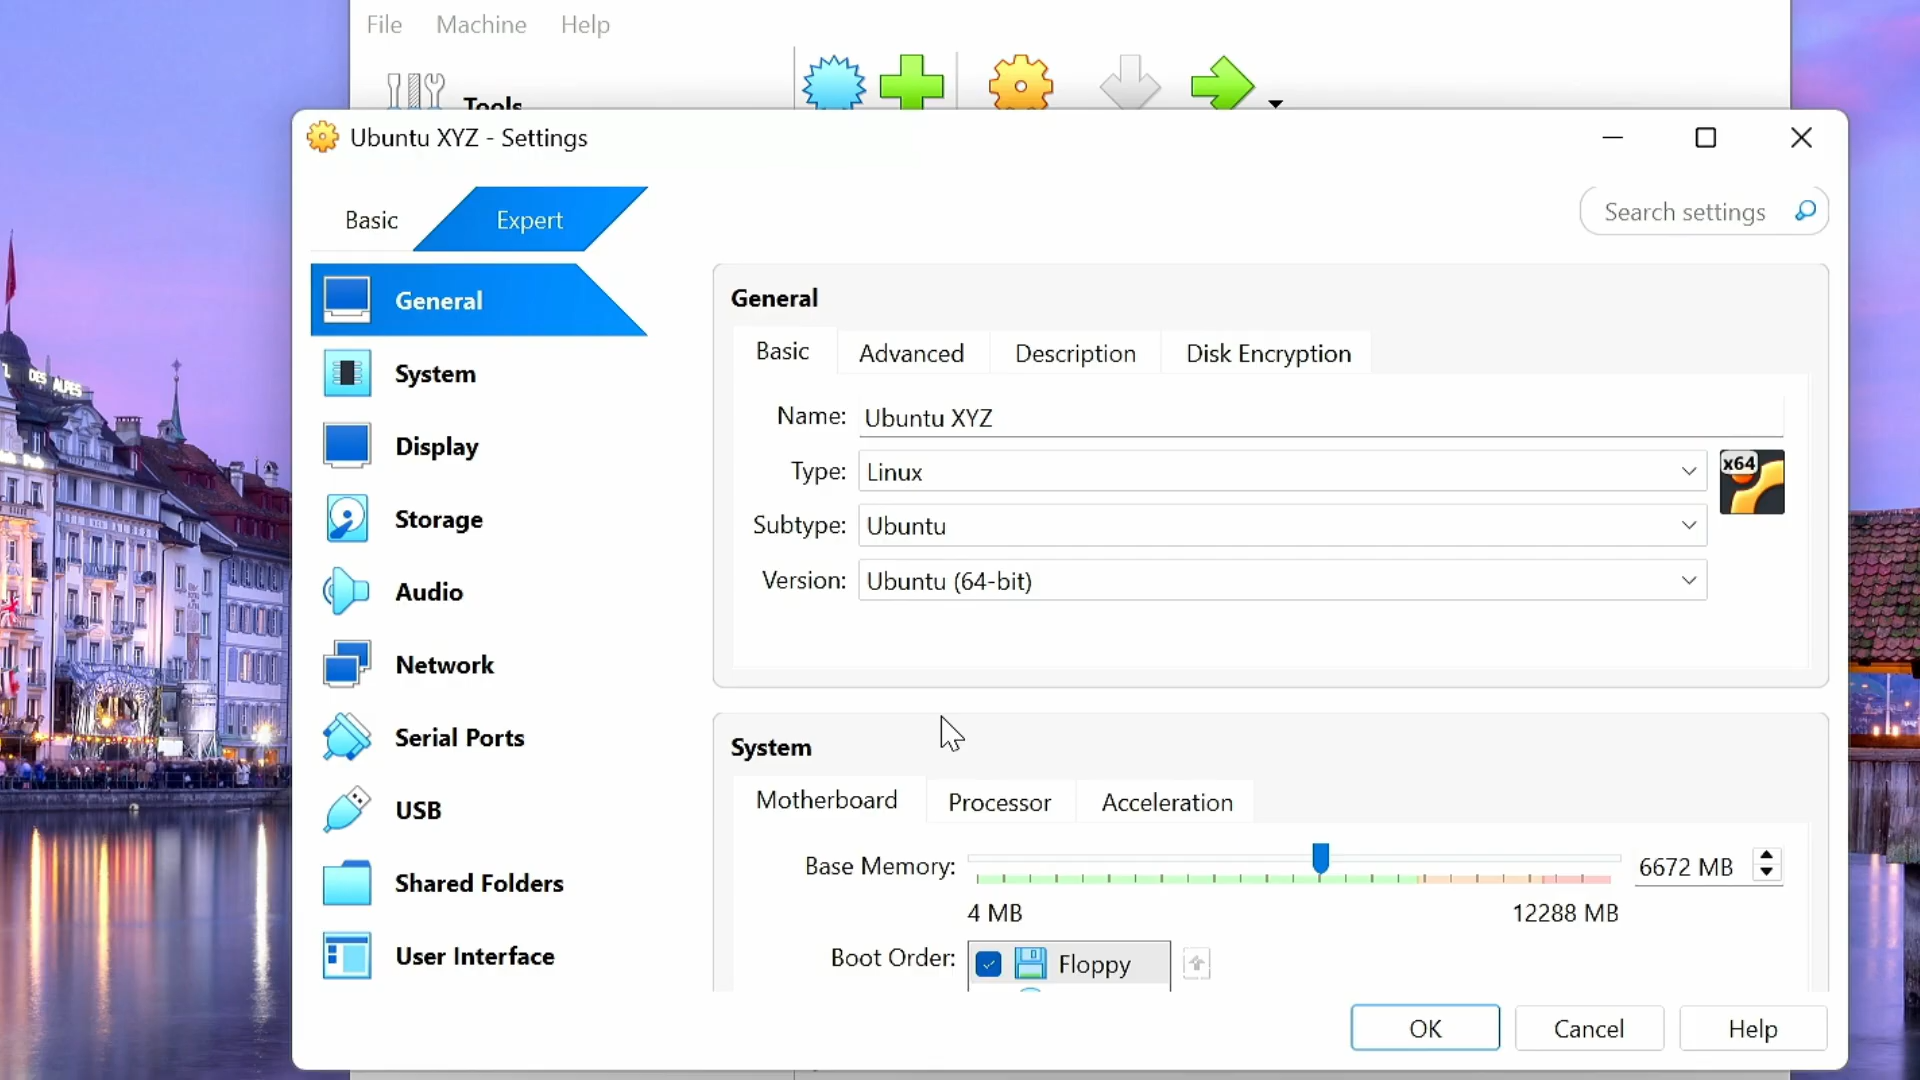 File Machine Help
Tools
Ubuntu XYZ - Settings
Basic Expert
Search settings
General
System
Display
Storage
Audio
Network
Serial Ports
USB
Shared Folders
User Interface
General
Basic Advanced Description Disk Encryption
Name: Ubuntu XYZ
Type: Linux
x64
Subtype: Ubuntu
Version: Ubuntu (64-bit)
System
Motherboard Processor Acceleration
Base Memory: 6672 MB
4 MB 12288 MB
Boot Order: Floppy
OK Cancel Help
DES ALPES